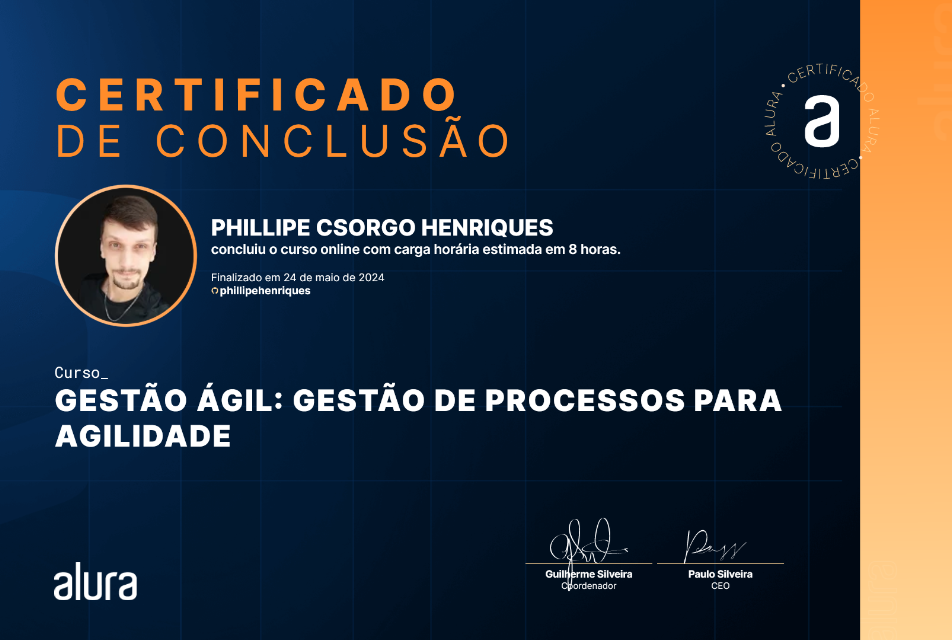 CERTIFICADO
DE CONCLUSÃO
CERTIFICADO ALURA • CERTIFICADO ALURA •
a
PHILLIPE CSORGO HENRIQUES
concluiu o curso online com carga horária estimada em 8 horas.
Finalizado em 24 de maio de 2024
phillipehenriques
Curso_
GESTÃO ÁGIL: GESTÃO DE PROCESSOS PARA
AGILIDADE
Guilherme Silveira
Coordenador
Paulo Silveira
CEO
alura